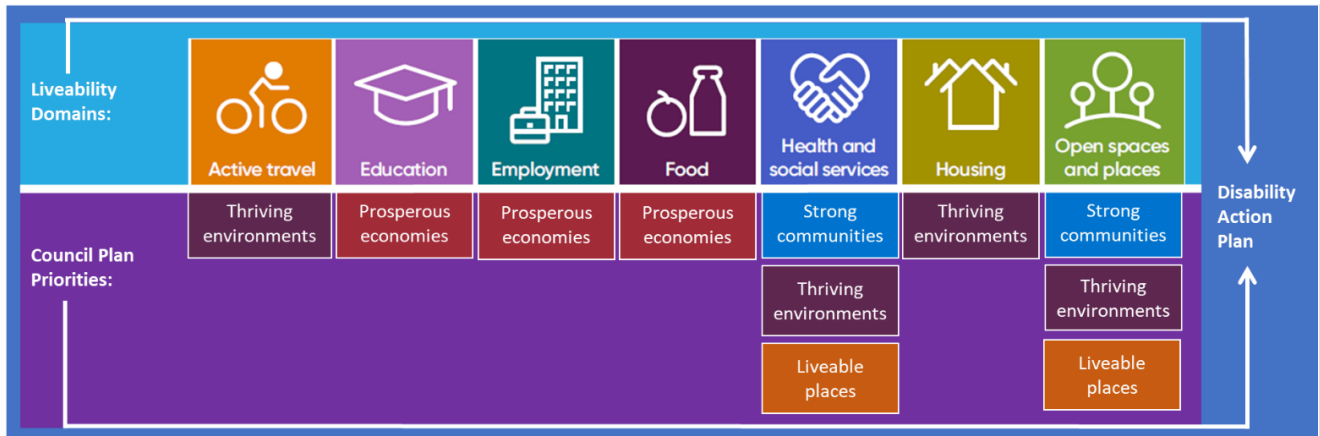 Liveability
Domains:
Active travel
Education
Employment
Food
Health and
social services
Housing
Open spaces
and places
Disability
Action
Plan
Council Plan
Priorities:
Thriving
environments
Prosperous
economies
Prosperous
economies
Prosperous
economies
Strong
communities
Thriving
environments
Strong
communities
Thriving
environments
Thriving
environments
Liveable
places
Liveable
places